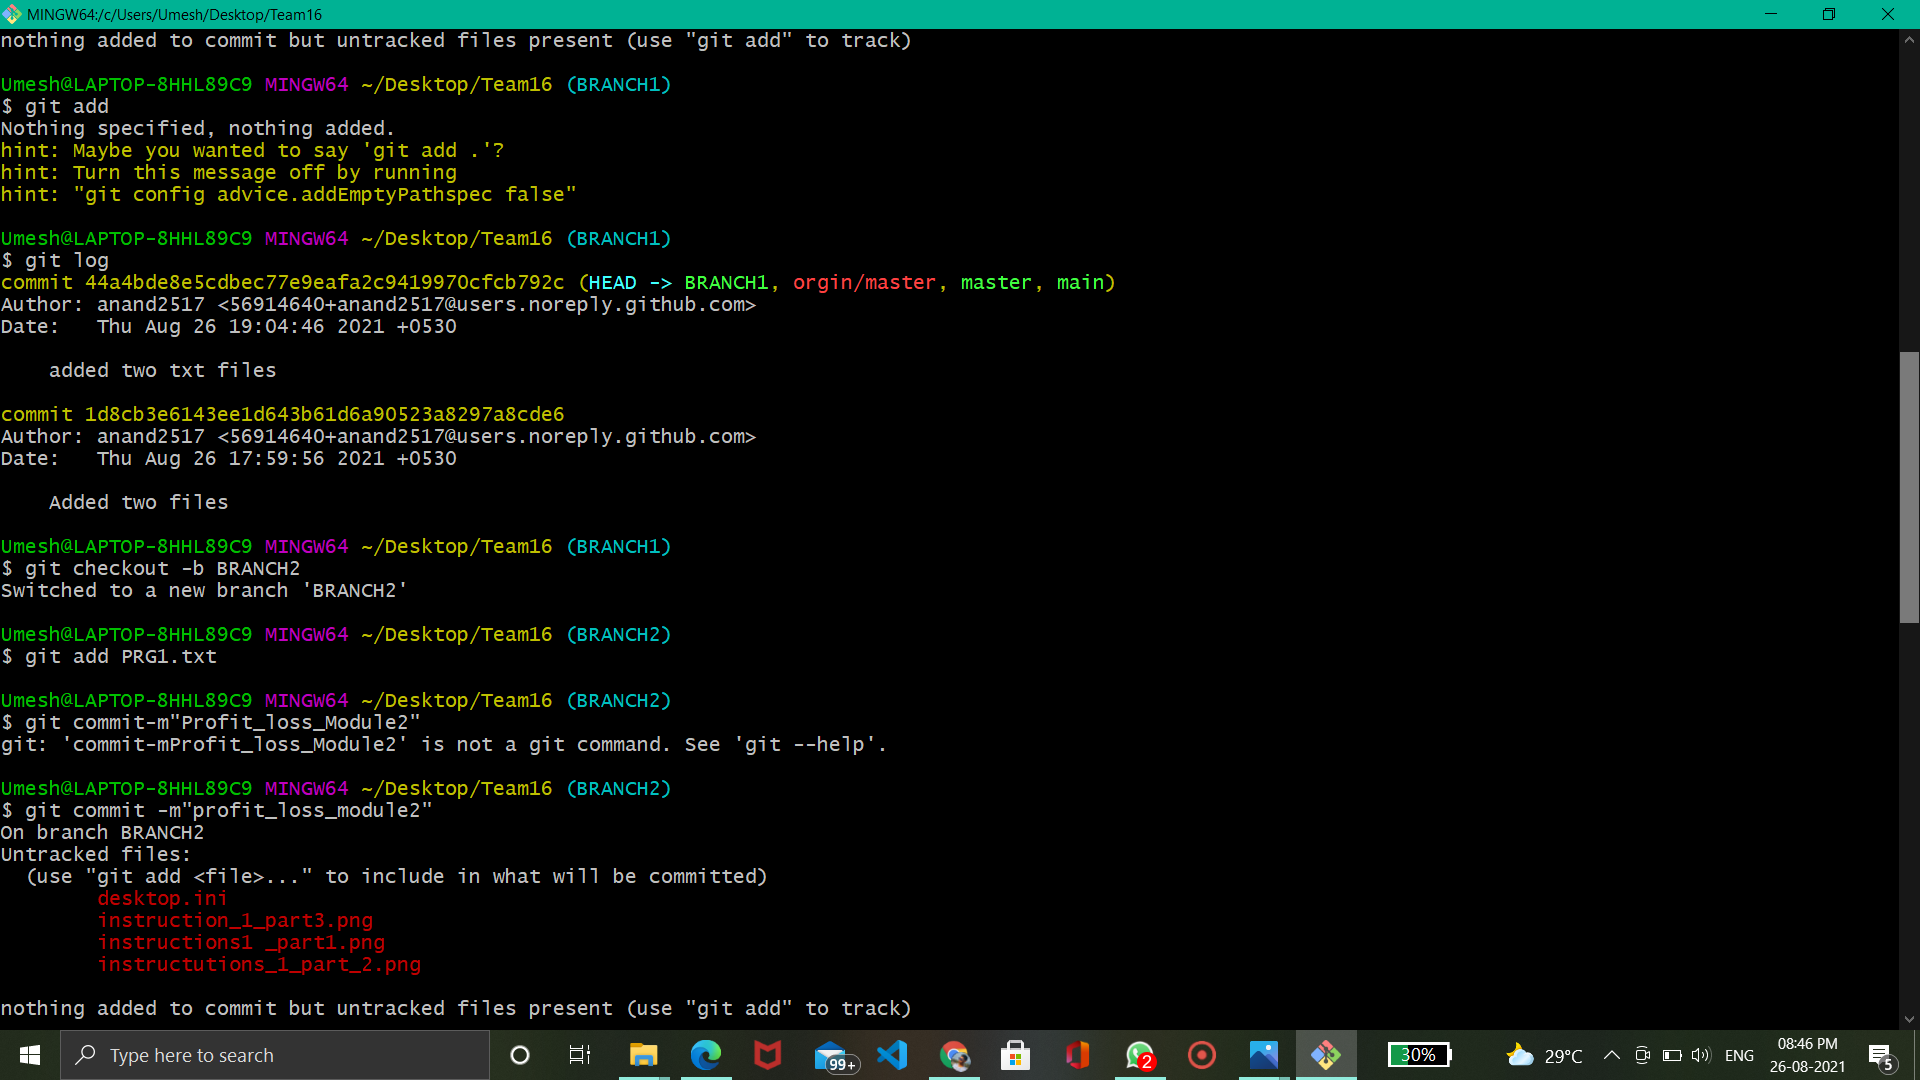 MINGW64:/c/Users/Umesh/Desktop/Team16
nothing added to commit but untracked files present (use "git add" to track)
Umesh@LAPTOP-8HHL89C9 MINGW64 ~/Desktop/Team16 (BRANCH1)
$ git add
Nothing specified, nothing added.
hint: Maybe you wanted to say 'git add .'?
hint: Turn this message off by running
hint: "git config advice.addEmptyPathspec false"
Umesh@LAPTOP-8HHL89C9 MINGW64 ~/Desktop/Team16 (BRANCH1)
$ git log
commit 44a4bde8e5cdbec77e9eafa2c9419970cfcb792c (HEAD -> BRANCH1, orgin/master, master, main)
Author: anand2517 <56914640+anand2517@users.noreply.github.com>
Date:   Thu Aug 26 19:04:46 2021 +0530
added two txt files
commit 1d8cb3e6143ee1d643b61d6a90523a8297a8cde6
Author: anand2517 <56914640+anand2517@users.noreply.github.com>
Date:   Thu Aug 26 17:59:56 2021 +0530
Added two files
Umesh@LAPTOP-8HHL89C9 MINGW64 ~/Desktop/Team16 (BRANCH1)
$ git checkout -b BRANCH2
Switched to a new branch 'BRANCH2'
Umesh@LAPTOP-8HHL89C9 MINGW64 ~/Desktop/Team16 (BRANCH2)
$ git add PRG1.txt
Umesh@LAPTOP-8HHL89C9 MINGW64 ~/Desktop/Team16 (BRANCH2)
$ git commit-m"Profit_loss_Module2"
git: 'commit-mProfit_loss_Module2' is not a git command. See 'git --help'.
Umesh@LAPTOP-8HHL89C9 MINGW64 ~/Desktop/Team16 (BRANCH2)
$ git commit -m"profit_loss_module2"
On branch BRANCH2
Untracked files:
(use "git add <file>..." to include in what will be committed)
desktop.ini
instruction_1_part3.png
instructions1 _part1.png
instructutions_1_part_2.png
nothing added to commit but untracked files present (use "git add" to track)
Type here to search
99+
2
30%
29°C
ENG
08:46 PM
26-08-2021
5